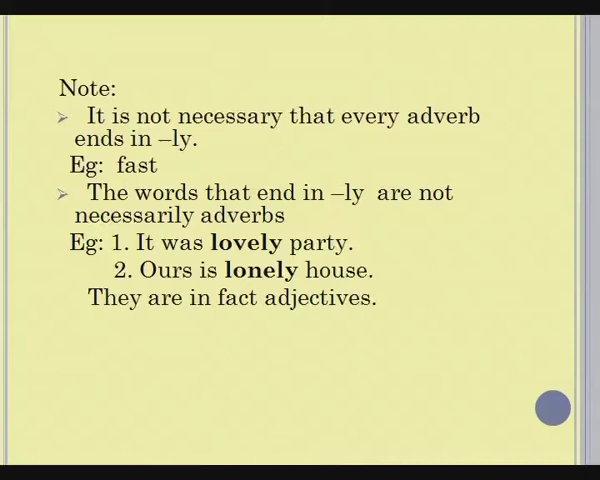 Note:
➢ It is not necessary that every adverb
ends in –ly.
Eg: fast
➢ The words that end in –ly are not
necessarily adverbs
Eg: 1. It was lovely party.
2. Ours is lonely house.
They are in fact adjectives.